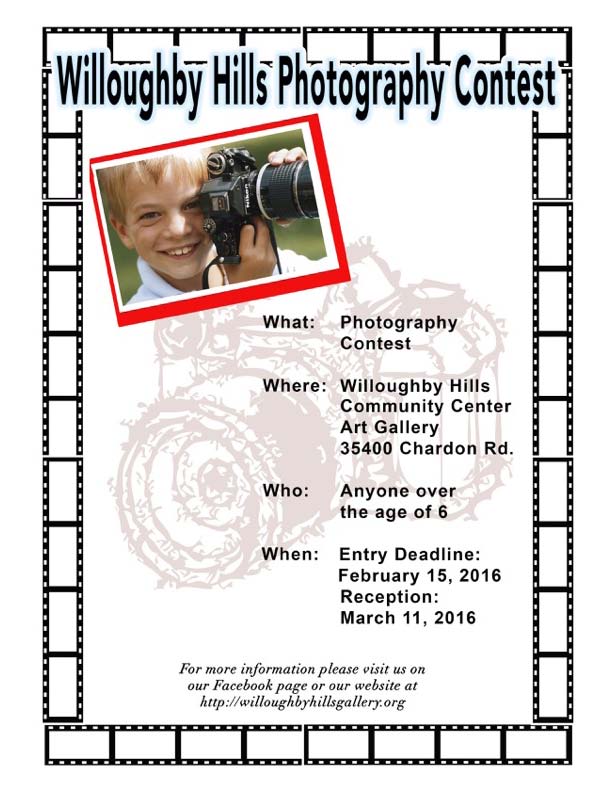 Willoughby Hills Photography Contest
Nikon
What: Photography
Contest
Where: Willoughby Hills
Community Center
Art Gallery
35400 Chardon Rd.
Who: Anyone over
the age of 6
When: Entry Deadline:
February 15, 2016
Reception:
March 11, 2016
For more information please visit us on
our Facebook page or our website at
http://willoughbyhillsgallery.org